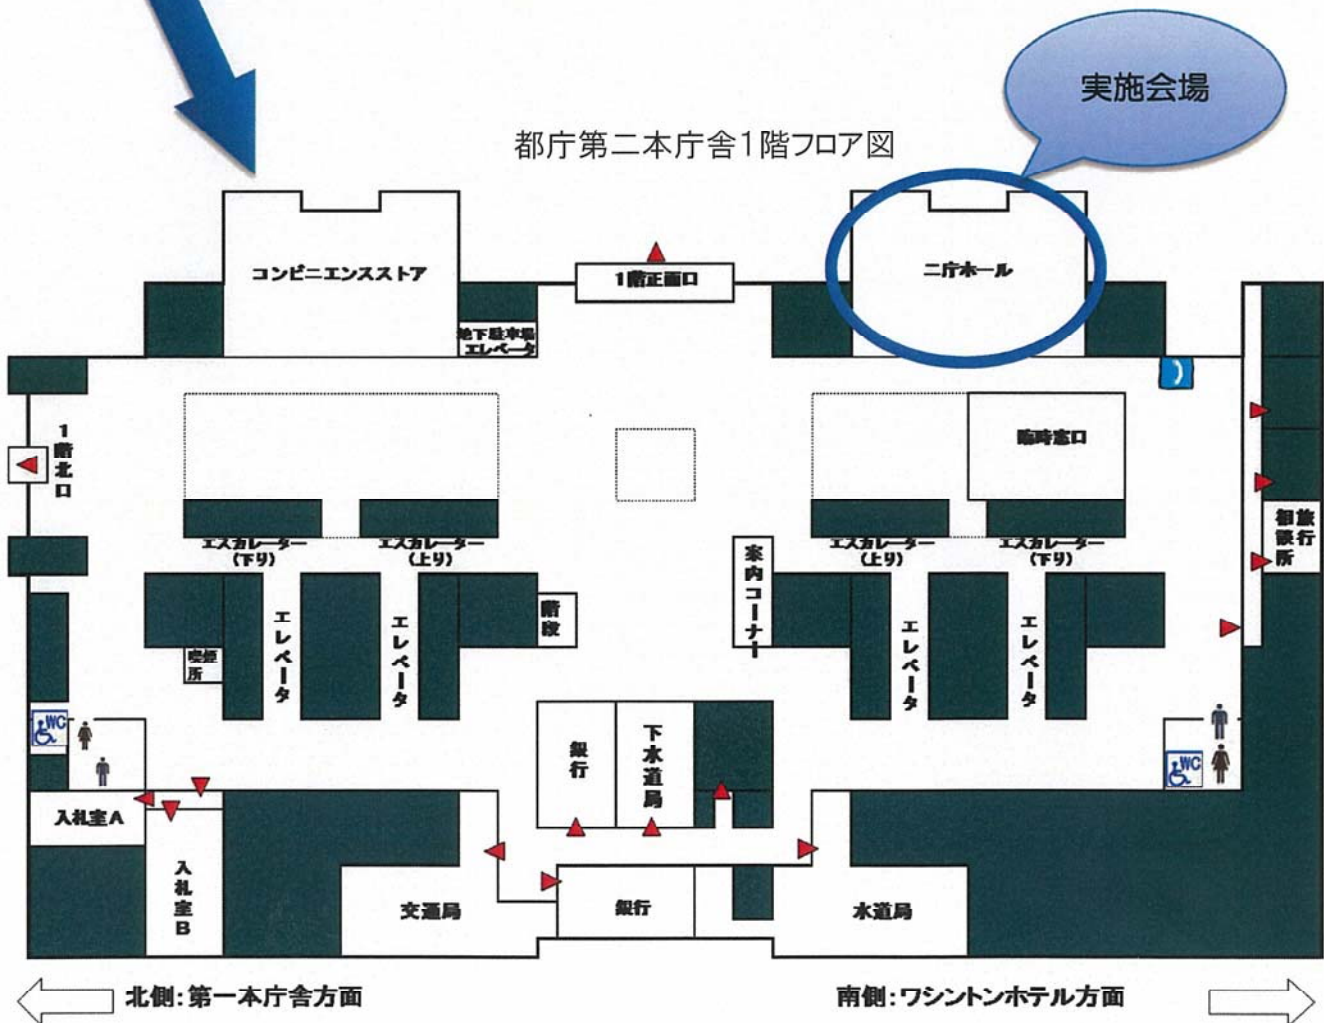 実施会場
都庁第二本庁舎1階フロア図
コンビニエンスストア
1階正面口
二庁ホール
地下駐車場
エレベータ
1階北口
臨時窓口
エスカレーター
(下り)
エスカレーター
(上り)
エスカレーター
(上り)
エスカレーター
(下り)
旅行
相談所
案内コーナー
階段
エレベータ
エレベータ
エレベータ
エレベータ
喫煙
所
WC
銀行
下水道局
WC
入札室A
入札室B
交通局
銀行
水道局
北側:第一本庁舎方面
南側:ワシントンホテル方面